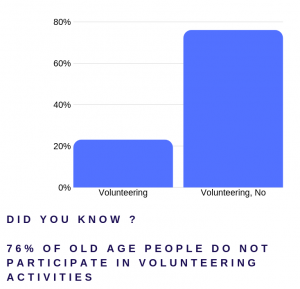 80%
60%
40%
20%
0%
Volunteering
Volunteering, No
DID YOU KNOW ?
76% OF OLD AGE PEOPLE DO NOT
PARTICIPATE IN VOLUNTEERING
ACTIVITIES